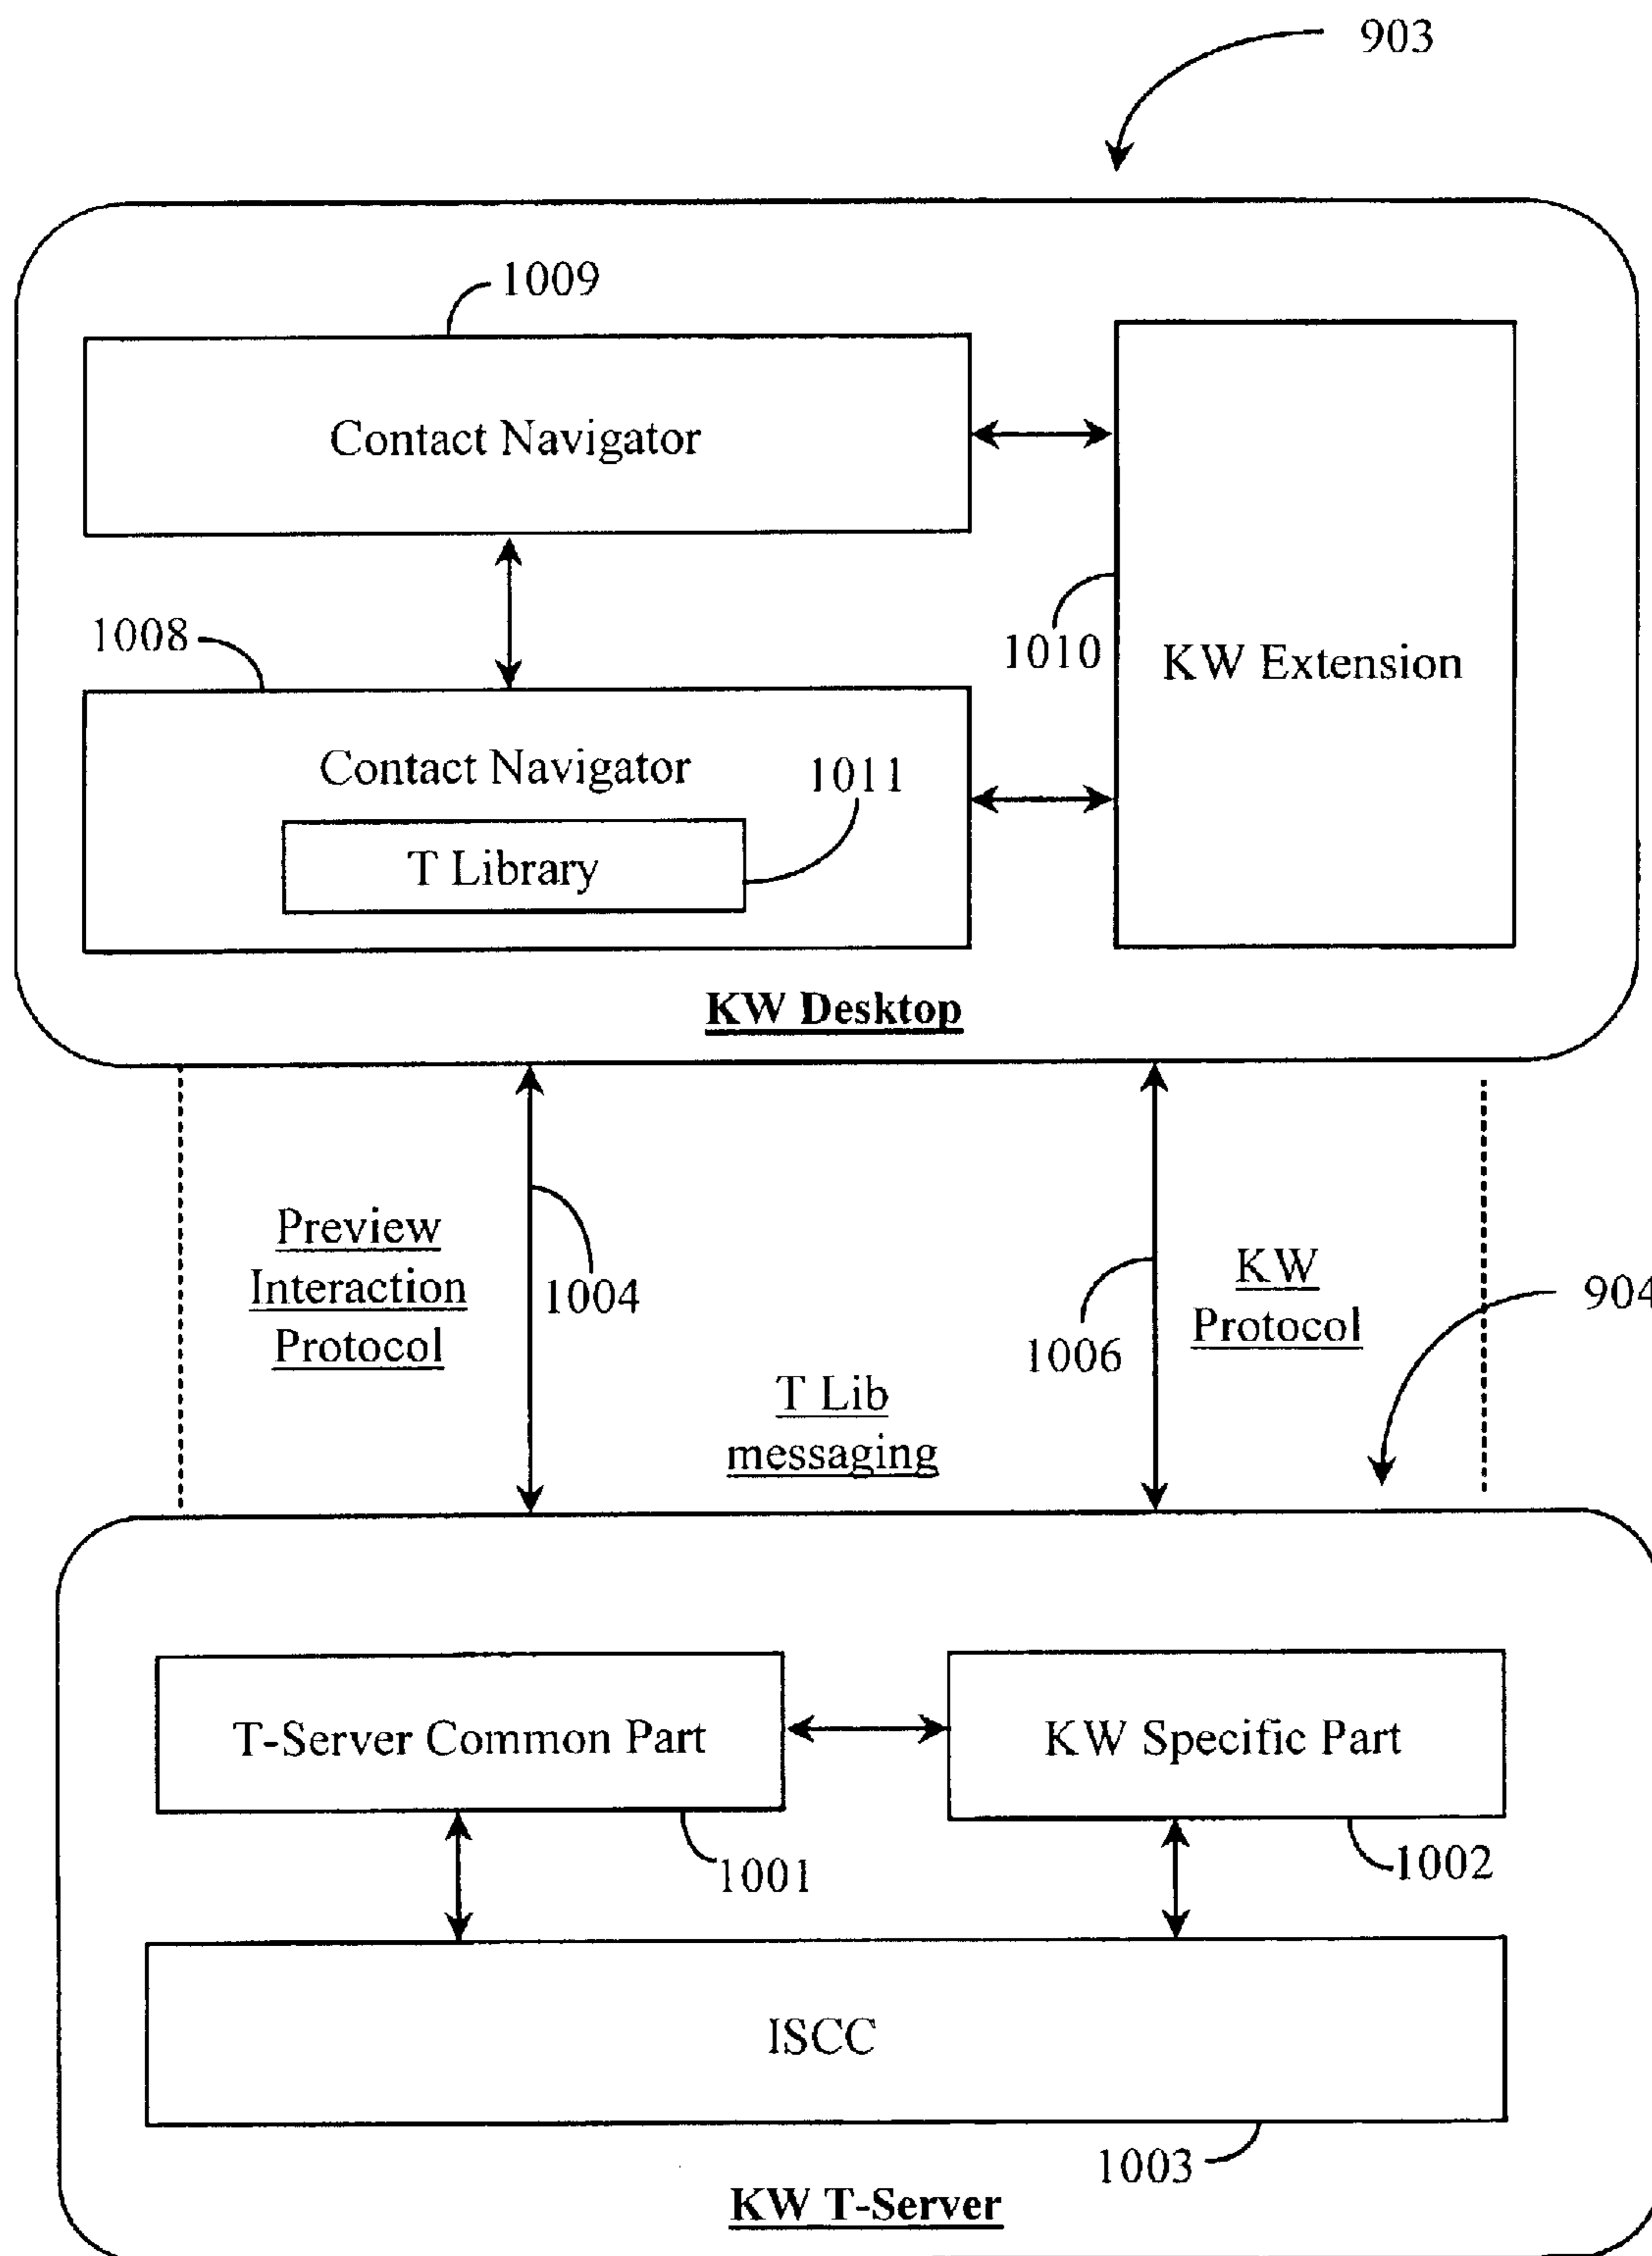 903
1009
Contact Navigator
1010
KW Extension
1008
Contact Navigator
1011
T Library
KW Desktop
Preview
Interaction
Protocol
1004
1006
KW
Protocol
904
T Lib
messaging
T-Server Common Part
KW Specific Part
1001
1002
ISCC
1003
KW T-Server